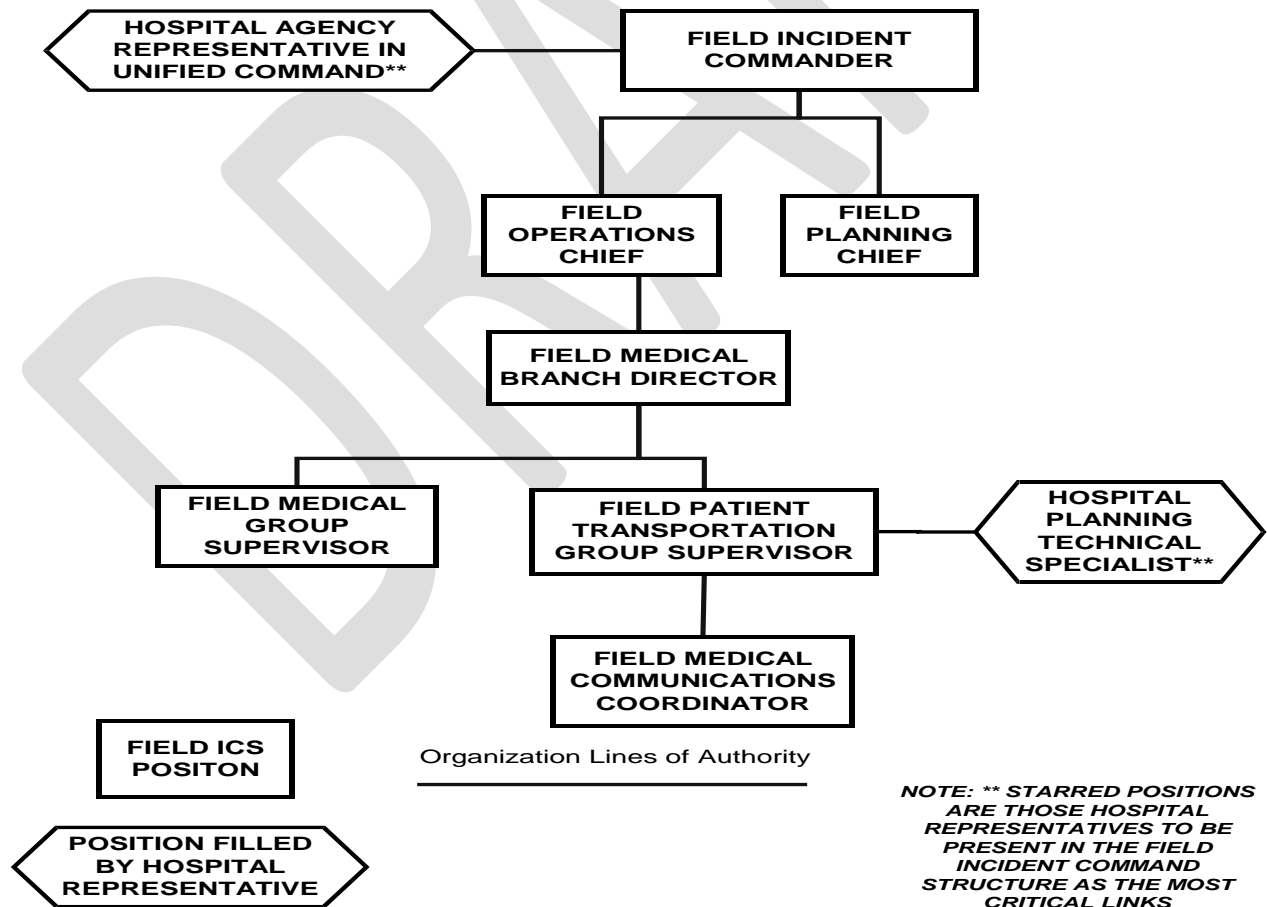 HOSPITAL AGENCY
REPRESENTATIVE IN
UNIFIED COMMAND**
FIELD INCIDENT
COMMANDER
FIELD
OPERATIONS
CHIEF
FIELD
PLANNING
CHIEF
FIELD MEDICAL
BRANCH DIRECTOR
FIELD MEDICAL
GROUP
SUPERVISOR
FIELD PATIENT
TRANSPORTATION
GROUP SUPERVISOR
HOSPITAL
PLANNING
TECHNICAL
SPECIALIST**
FIELD MEDICAL
COMMUNICATIONS
COORDINATOR
FIELD ICS
POSITON
Organization Lines of Authority
POSITION FILLED
BY HOSPITAL
REPRESENTATIVE
NOTE: ** STARRED POSITIONS
ARE THOSE HOSPITAL
REPRESENTATIVES TO BE
PRESENT IN THE FIELD
INCIDENT COMMAND
STRUCTURE AS THE MOST
CRITICAL LINKS